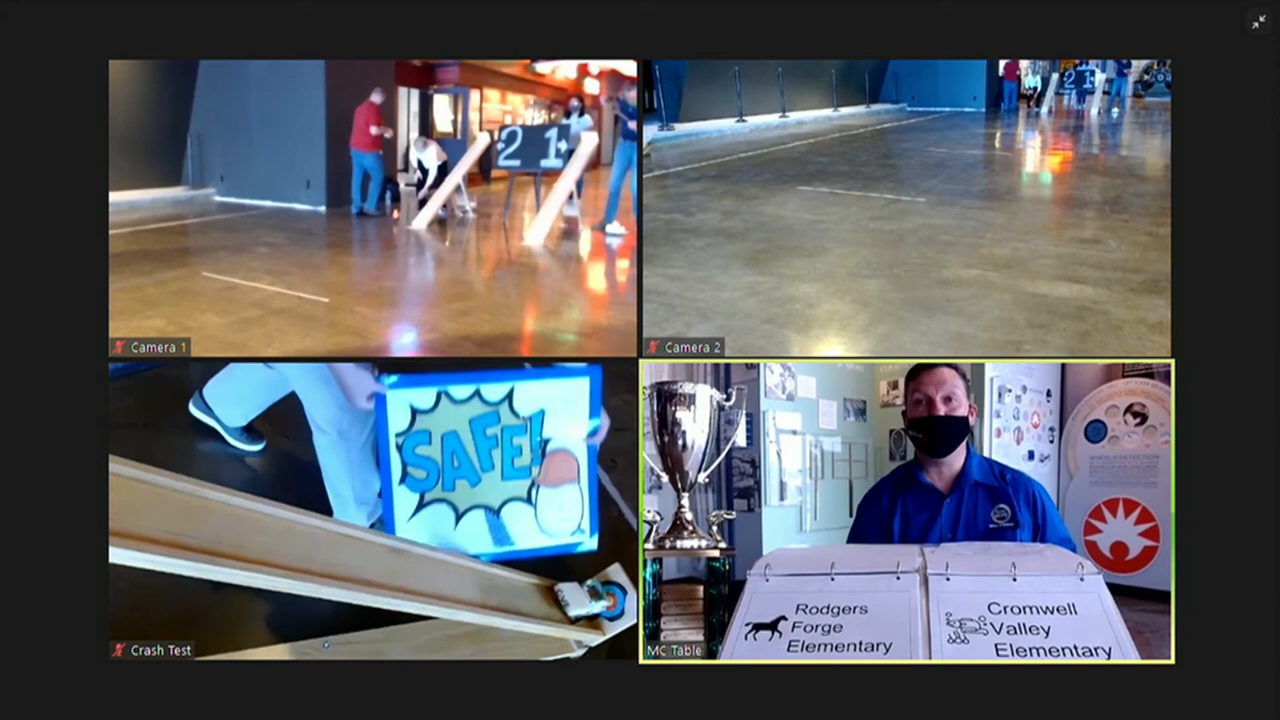 2 1
Camera 1
2 1
Camera 2
SAFE!
Crash Test
Rodgers
Forge
Elementary
Cromwell
Valley
Elementary
MC Table